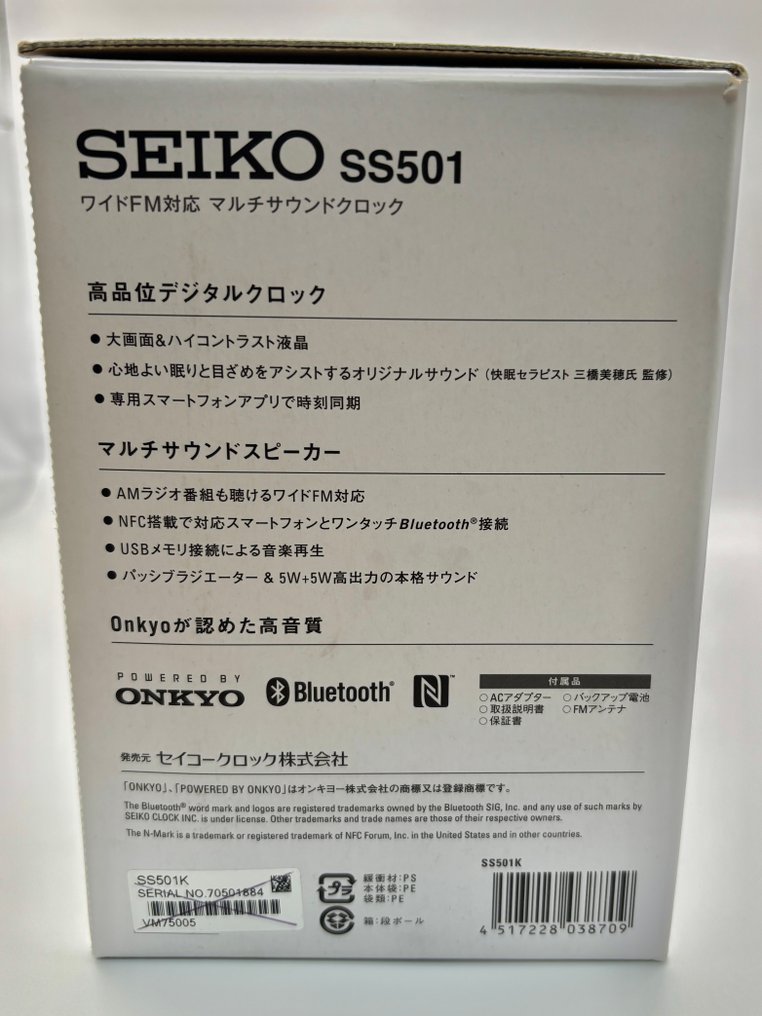 SEIKO SS501
ワイドFM対応 マルチサウンドクロック
高品位デジタルクロック
● 大画面&ハイコントラスト液晶
● 心地よい眠りと目ざめをアシストするオリジナルサウンド（快眠セラピスト 三橋美穂氏 監修）
● 専用スマートフォンアプリで時刻同期
マルチサウンドスピーカー
● AMラジオ番組も聴けるワイドFM対応
● NFC搭載で対応スマートフォンとワンタッチBluetooth®接続
● USBメモリ接続による音楽再生
● パッシブラジエーター & 5W+5W高出力の本格サウンド
Onkyoが認めた高音質
POWERED BY
ONKYO
Bluetooth®
N™
付属品
○ACアダプター ○バックアップ電池
○取扱説明書 ○FMアンテナ
○保証書
発売元 セイコークロック株式会社
「ONKYO」、「POWERED BY ONKYO」はオンキヨー株式会社の商標又は登録商標です。
The Bluetooth® word mark and logos are registered trademarks owned by the Bluetooth SIG, Inc. and any use of such marks by
SEIKO CLOCK INC. is under license. Other trademarks and trade names are those of their respective owners.
The N-Mark is a trademark or registered trademark of NFC Forum, Inc. in the United States and in other countries.
SS501K
SERIAL NO.70501884
VM75005
プラ
緩衝材:PS
本体袋:PE
袋類:PE
箱:段ボール
SS501K
4 517228 038709